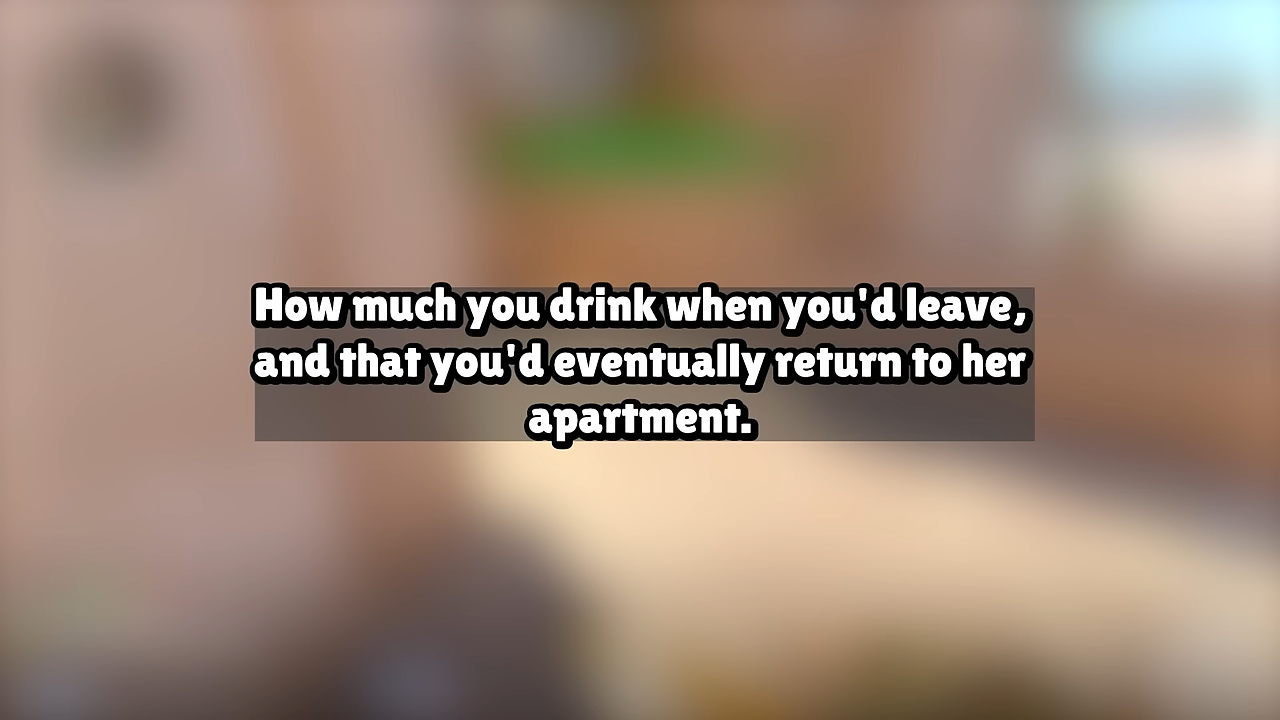 How much you drink when you'd leave,
and that you'd eventually return to her
apartment.